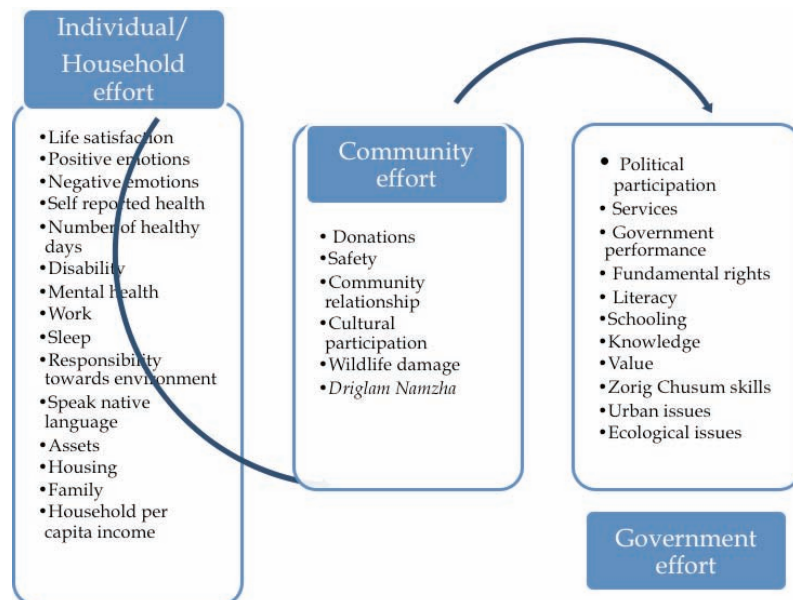 Individual/
Household
effort
•Life satisfaction
•Positive emotions
•Negative emotions
•Self reported health
•Number of healthy
days
•Disability
•Mental health
•Work
•Sleep
•Responsibility
towards environment
•Speak native
language
•Assets
•Housing
•Family
•Household per
capita income
Community
effort
• Donations
•Safety
•Community
relationship
•Cultural
participation
•Wildlife damage
•Driglam Namzha
• Political
participation
• Services
• Government
performance
• Fundamental rights
• Literacy
•Schooling
•Knowledge
•Value
•Zorig Chusum skills
•Urban issues
•Ecological issues
Government
effort